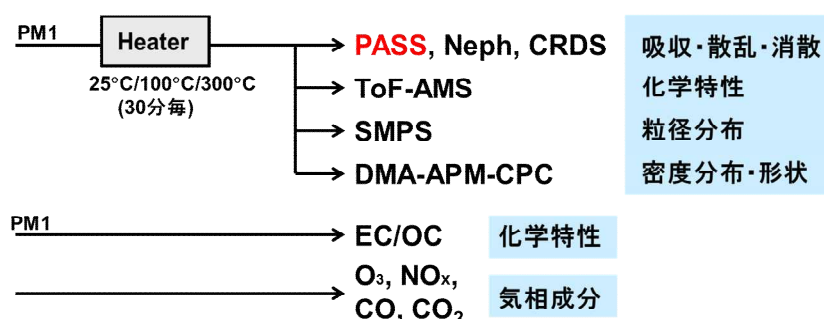 PM1
Heater
25°C/100°C/300°C
(30分毎)
PASS, Neph, CRDS
吸収・散乱・消散
ToF-AMS
化学特性
SMPS
粒径分布
DMA-APM-CPC
密度分布・形状
PM1
EC/OC
化学特性
O₃, NOₓ,
CO, CO₂
気相成分